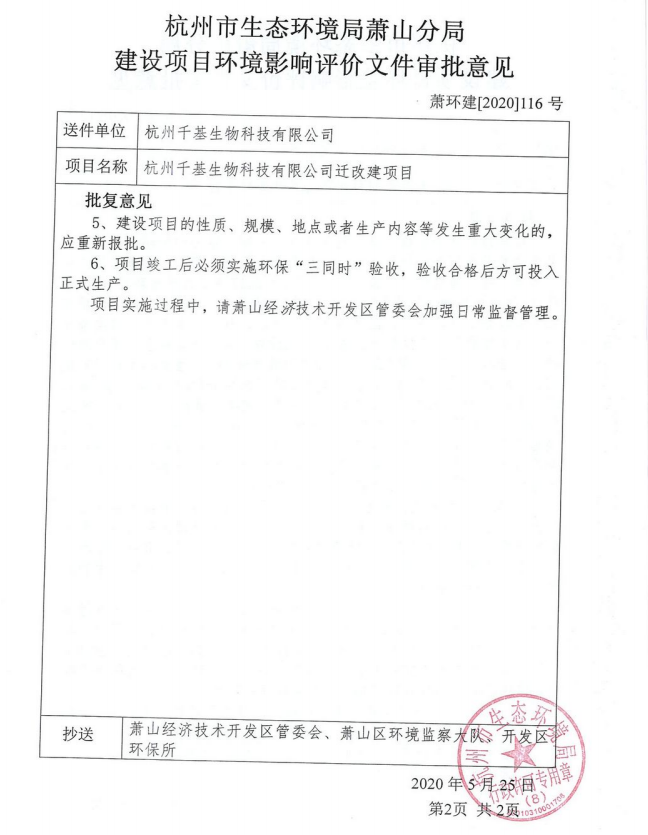 杭州市生态环境局萧山分局
建设项目环境影响评价文件审批意见
萧环建[2020]116 号
送件单位 杭州千基生物科技有限公司
项目名称 杭州千基生物科技有限公司迁改建项目
批复意见
5、建设项目的性质、规模、地点或者生产内容等发生重大变化的，
应重新报批。
6、项目竣工后必须实施环保“三同时”验收，验收合格后方可投入
正式生产。
项目实施过程中，请萧山经济技术开发区管委会加强日常监督管理。
抄送 萧山经济技术开发区管委会、萧山区环境监察大队、开发区
环保所
杭州市生态环境局
行政许可专用章
(8)
2020 年 5 月 25 日
第2页 共 2页